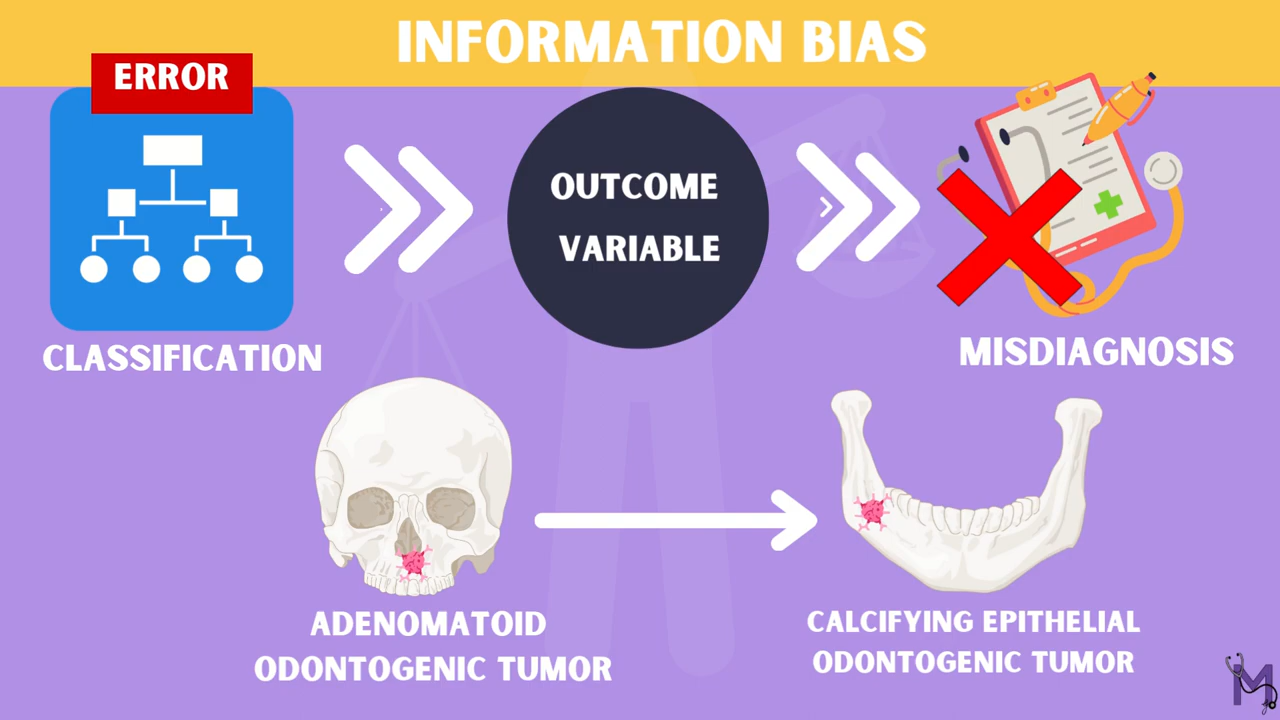 INFORMATION BIAS
ERROR
OUTCOME
VARIABLE
CLASSIFICATION
MISDIAGNOSIS
ADENOMATOID
ODONTOGENIC TUMOR
CALCIFYING EPITHELIAL
ODONTOGENIC TUMOR
M